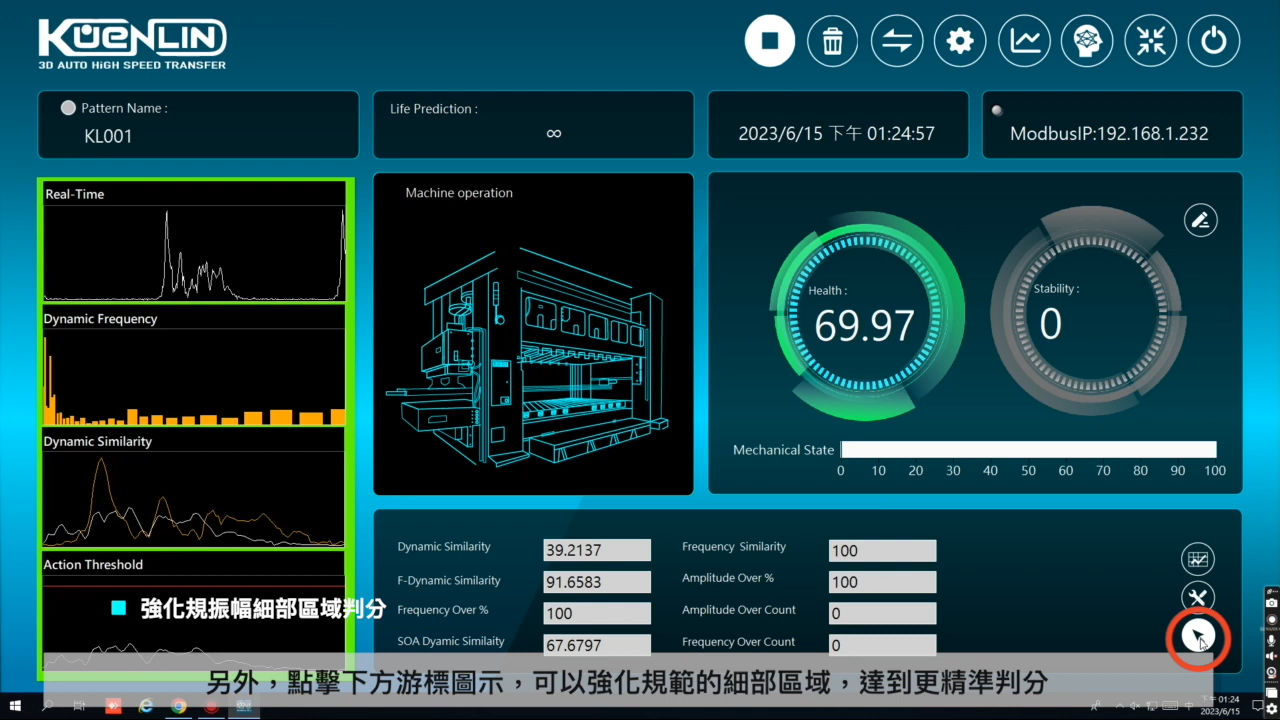 KÜENLIN
3D AUTO HiGH SPEED TRANSFER
Pattern Name :
KL001
Life Prediction :
∞
2023/6/15 下午 01:24:57
ModbusIP:192.168.1.232
Real-Time
Dynamic Frequency
Dynamic Similarity
Action Threshold
Machine operation
Health :
69.97
Stability :
0
Mechanical State
0 10 20 30 40 50 60 70 80 90 100
Dynamic Similarity 39.2137
Frequency Similarity 100
F-Dynamic Similarity 91.6583
Amplitude Over % 100
Frequency Over % 100
Amplitude Over Count 0
SOA Dyamic Similaity 67.6797
Frequency Over Count 0
強化規振幅細部區域判分
另外，點擊下方游標圖示，可以強化規範的細部區域，達到更精準判分
下午 01:24
2023/6/15